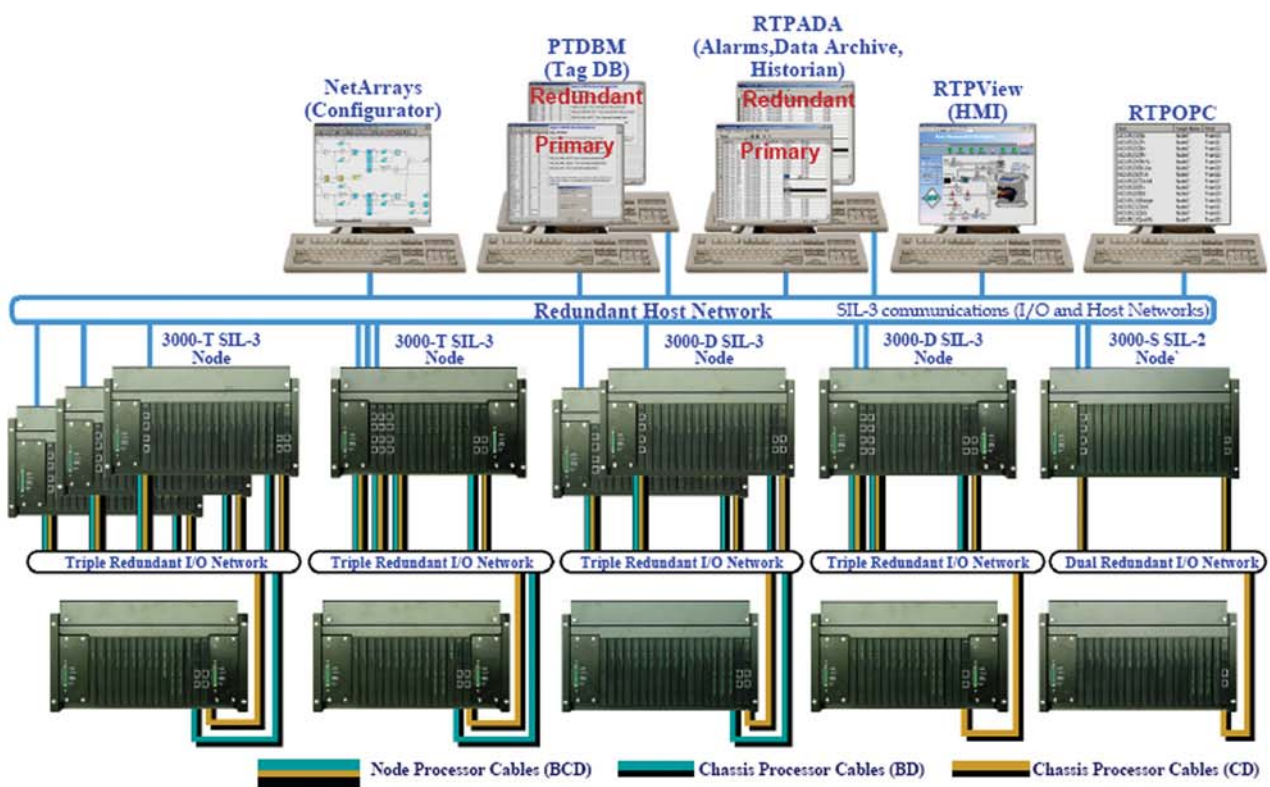 RTPADA
(Alarms,Data Archive,
Historian)
PTDBM
(Tag DB)
NetArrays
(Configurator)
RTPView
(HMI)
RTPOPC
Redundant
Primary
Redundant
Primary
Redundant Host Network
SIL-3 communications (I/O and Host Networks)
3000-T SIL-3
Node
3000-T SIL-3
Node
3000-D SIL-3
Node
3000-D SIL-3
Node
3000-S SIL-2
Node`
Triple Redundant I/O Network
Triple Redundant I/O Network
Triple Redundant I/O Network
Triple Redundant I/O Network
Dual Redundant I/O Network
Node Processor Cables (BCD)
Chassis Processor Cables (BD)
Chassis Processor Cables (CD)